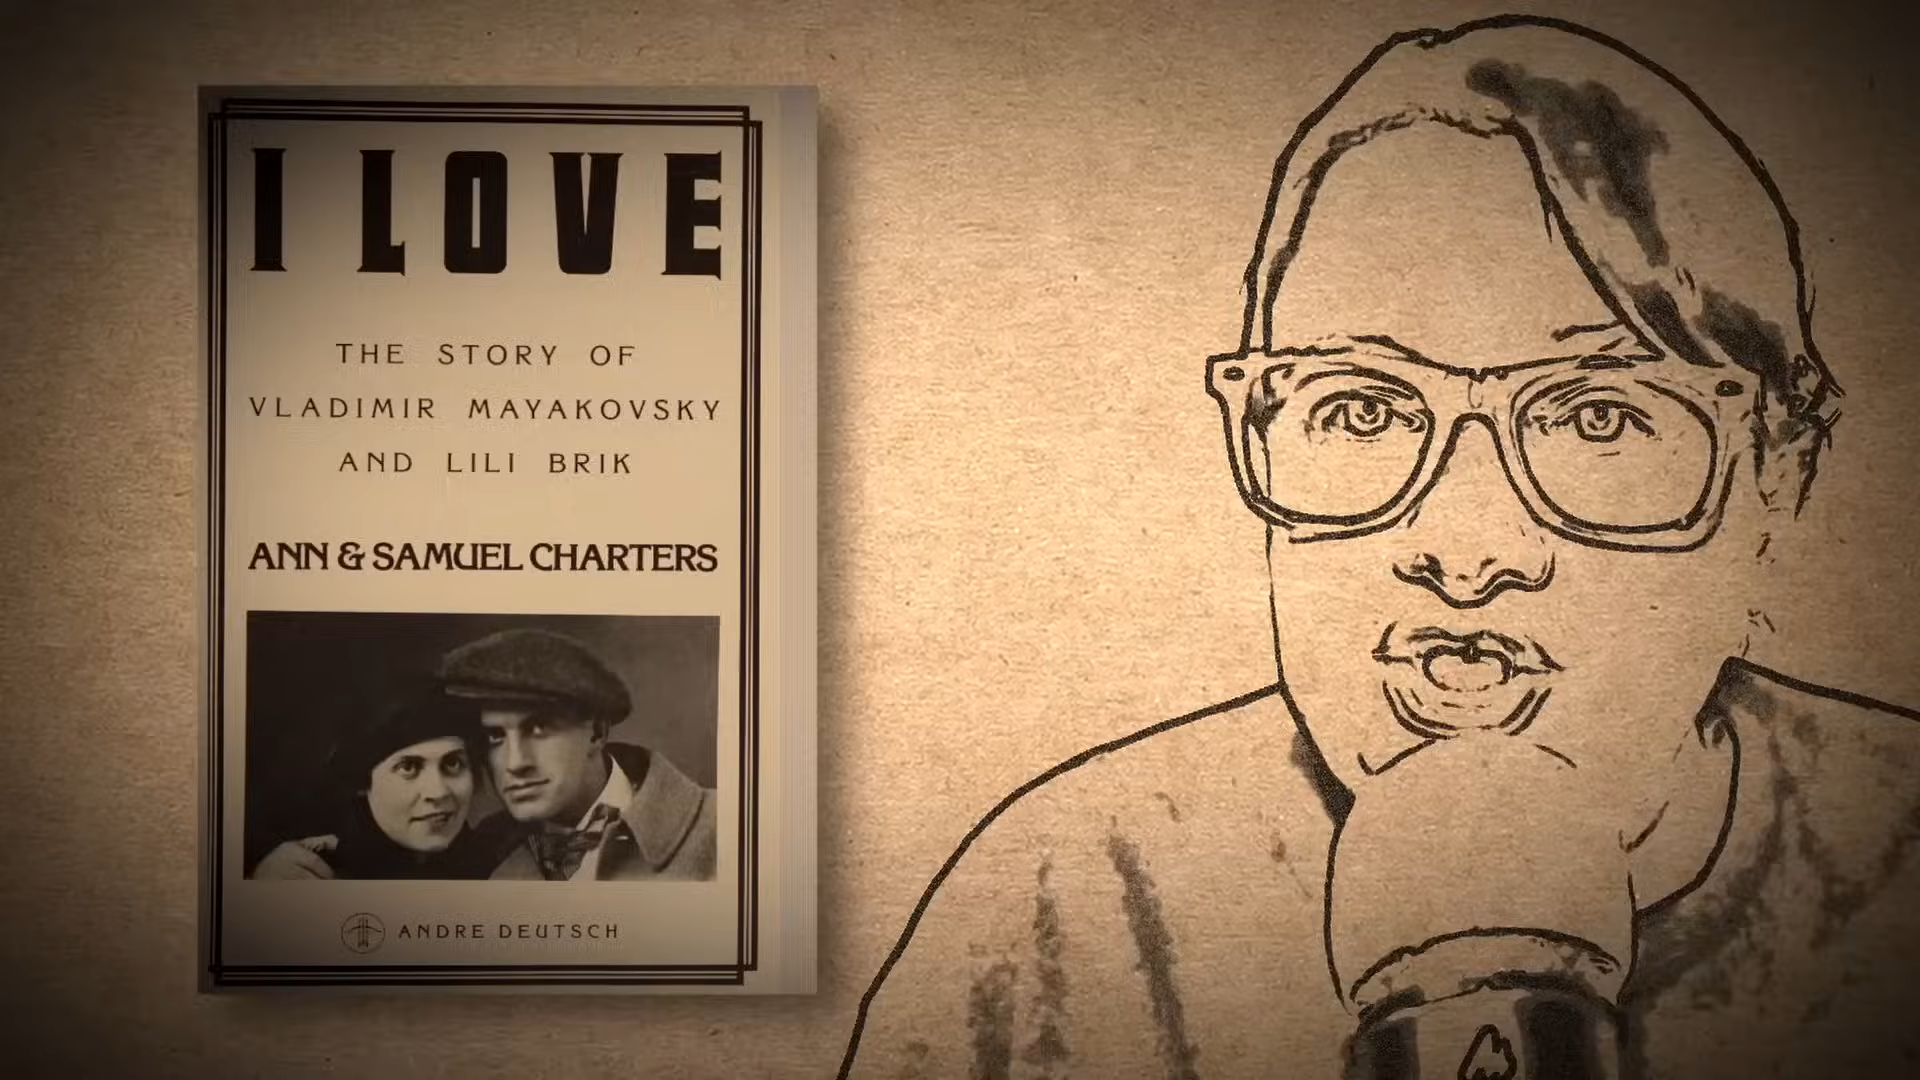 I LOVE
THE STORY OF
VLADIMIR MAYAKOVSKY
AND LILI BRIK
ANN & SAMUEL CHARTERS
ANDRE DEUTSCH